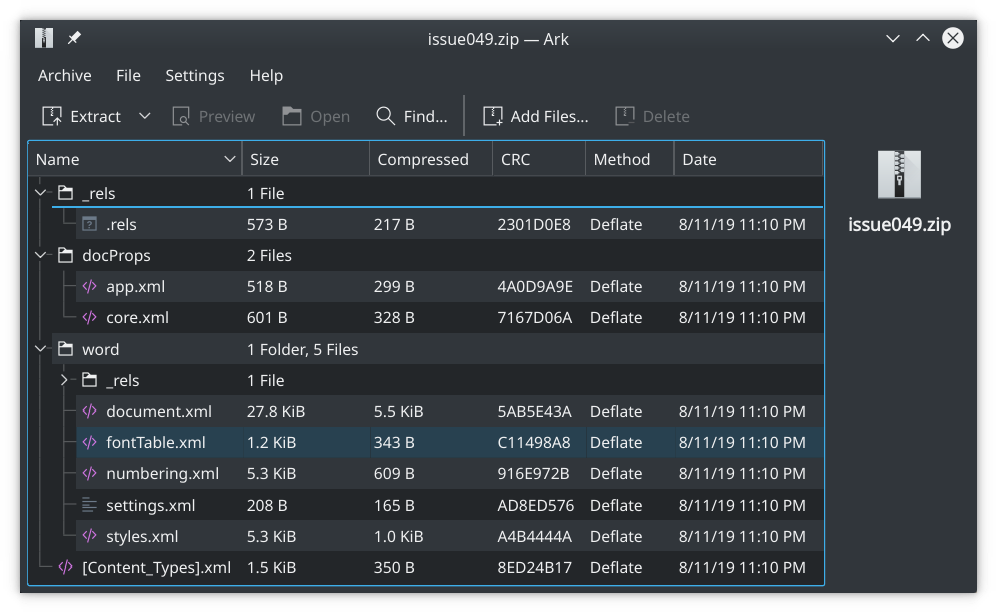 issue049.zip — Ark
Archive File Settings Help
Extract Preview Open Find... Add Files... Delete
Name Size Compressed CRC Method Date
_rels 1 File
.rels 573 B 217 B 2301D0E8 Deflate 8/11/19 11:10 PM
docProps 2 Files
app.xml 518 B 299 B 4A0D9A9E Deflate 8/11/19 11:10 PM
core.xml 601 B 328 B 7167D06A Deflate 8/11/19 11:10 PM
word 1 Folder, 5 Files
_rels 1 File
document.xml 27.8 KiB 5.5 KiB 5AB5E43A Deflate 8/11/19 11:10 PM
fontTable.xml 1.2 KiB 343 B C11498A8 Deflate 8/11/19 11:10 PM
numbering.xml 5.3 KiB 609 B 916E972B Deflate 8/11/19 11:10 PM
settings.xml 208 B 165 B AD8ED576 Deflate 8/11/19 11:10 PM
styles.xml 5.3 KiB 1.0 KiB A4B4444A Deflate 8/11/19 11:10 PM
[Content_Types].xml 1.5 KiB 350 B 8ED24B17 Deflate 8/11/19 11:10 PM
issue049.zip